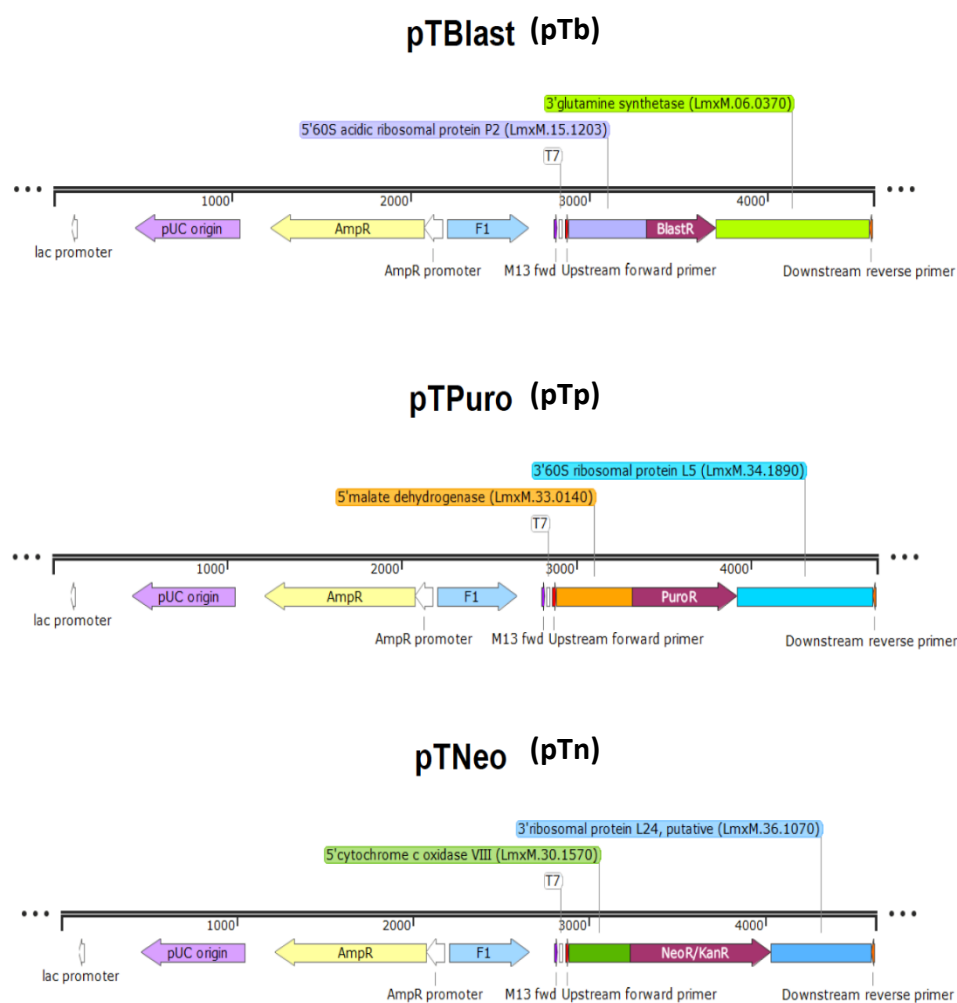 pTBlast (pTb)
3'glutamine synthetase (LmxM.06.0370)
5'60S acidic ribosomal protein P2 (LmxM.15.1203)
T7
1000 2000 3000 4000
pUC origin AmpR F1 BlastR
lac promoter AmpR promoter M13 fwd Upstream forward primer Downstream reverse primer
pTPuro (pTp)
3'60S ribosomal protein L5 (LmxM.34.1890)
5'malate dehydrogenase (LmxM.33.0140)
T7
1000 2000 3000 4000
pUC origin AmpR F1 PuroR
lac promoter AmpR promoter M13 fwd Upstream forward primer Downstream reverse primer
pTNeo (pTn)
3'ribosomal protein L24, putative (LmxM.36.1070)
5'cytochrome c oxidase VIII (LmxM.30.1570)
T7
1000 2000 3000 4000
pUC origin AmpR F1 NeoR/KanR
lac promoter AmpR promoter M13 fwd Upstream forward primer Downstream reverse primer